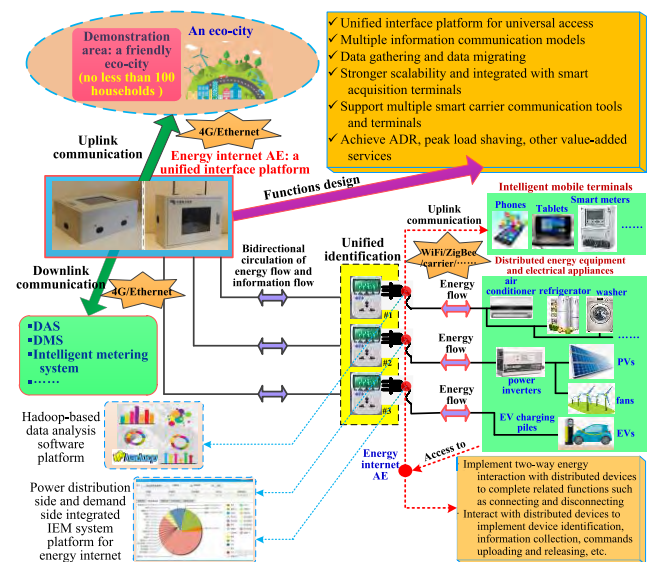 An eco-city
Demonstration
area: a friendly
eco-city
(no less than 100
households )
✓ Unified interface platform for universal access
✓ Multiple information communication models
✓ Data gathering and data migrating
✓ Stronger scalability and integrated with smart
acquisition terminals
✓ Support multiple smart carrier communication tools
and terminals
✓ Achieve ADR, peak load shaving, other value-added
services
4G/Ethernet
Uplink
communication
Energy internet AE: a
unified interface platform
Functions design
Downlink
communication
4G/Ethernet
▪DAS
▪DMS
▪Intelligent metering
system
▪……
Bidirectional
circulation of
energy flow and
information flow
Unified
identification
#1
#2
#3
Uplink
communication
WiFi/ZigBee
/carrier/……
Intelligent mobile terminals
Phones
Tablets
Smart meters
……
Distributed energy equipment
and electrical appliances
air
conditioner
refrigerator
washer
……
Energy
flow
Energy
flow
Energy
flow
power
inverters
PVs
fans
EV charging
piles
EVs
Access to
Energy
internet
AE
Hadoop-based
data analysis
software
platform
Power distribution
side and demand
side integrated
IEM system
platform for
energy internet
Implement two-way energy
interaction with distributed devices
to complete related functions such
as connecting and disconnecting
Interact with distributed devices to
implement device identification,
information collection, commands
uploading and releasing, etc.